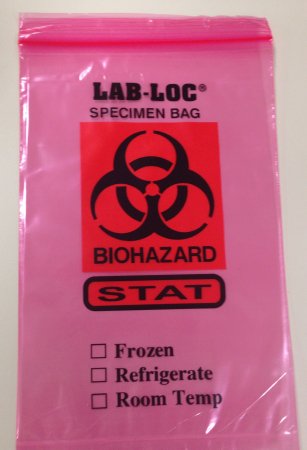 LAB-LOC®
SPECIMEN BAG
BIOHAZARD
STAT
☐ Frozen
☐ Refrigerate
☐ Room Temp